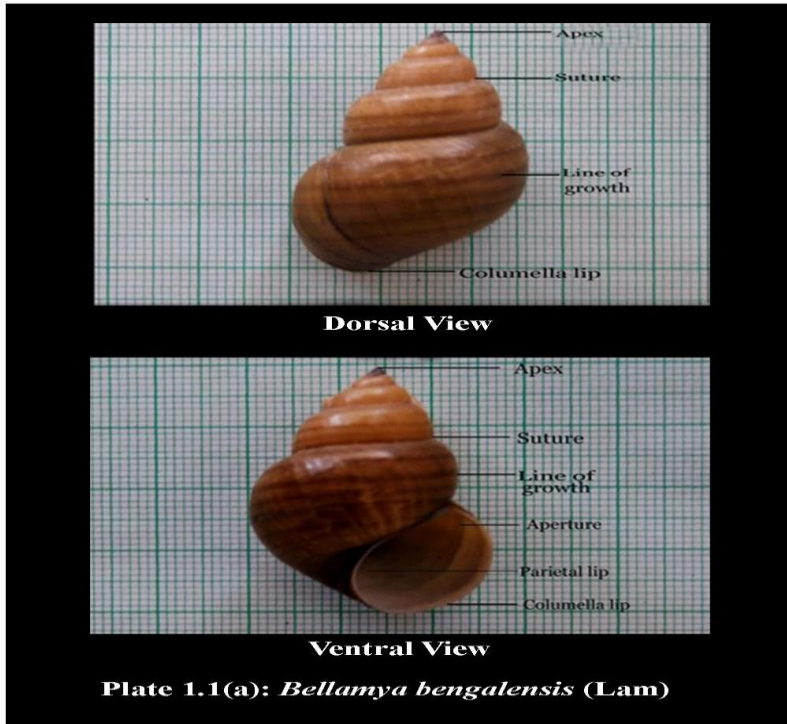 Apex
Suture
Line of
growth
Columella lip
Dorsal View
Apex
Suture
Line of
growth
Aperture
Parietal lip
Columella lip
Ventral View
Plate 1.1(a): Bellamya bengalensis (Lam)